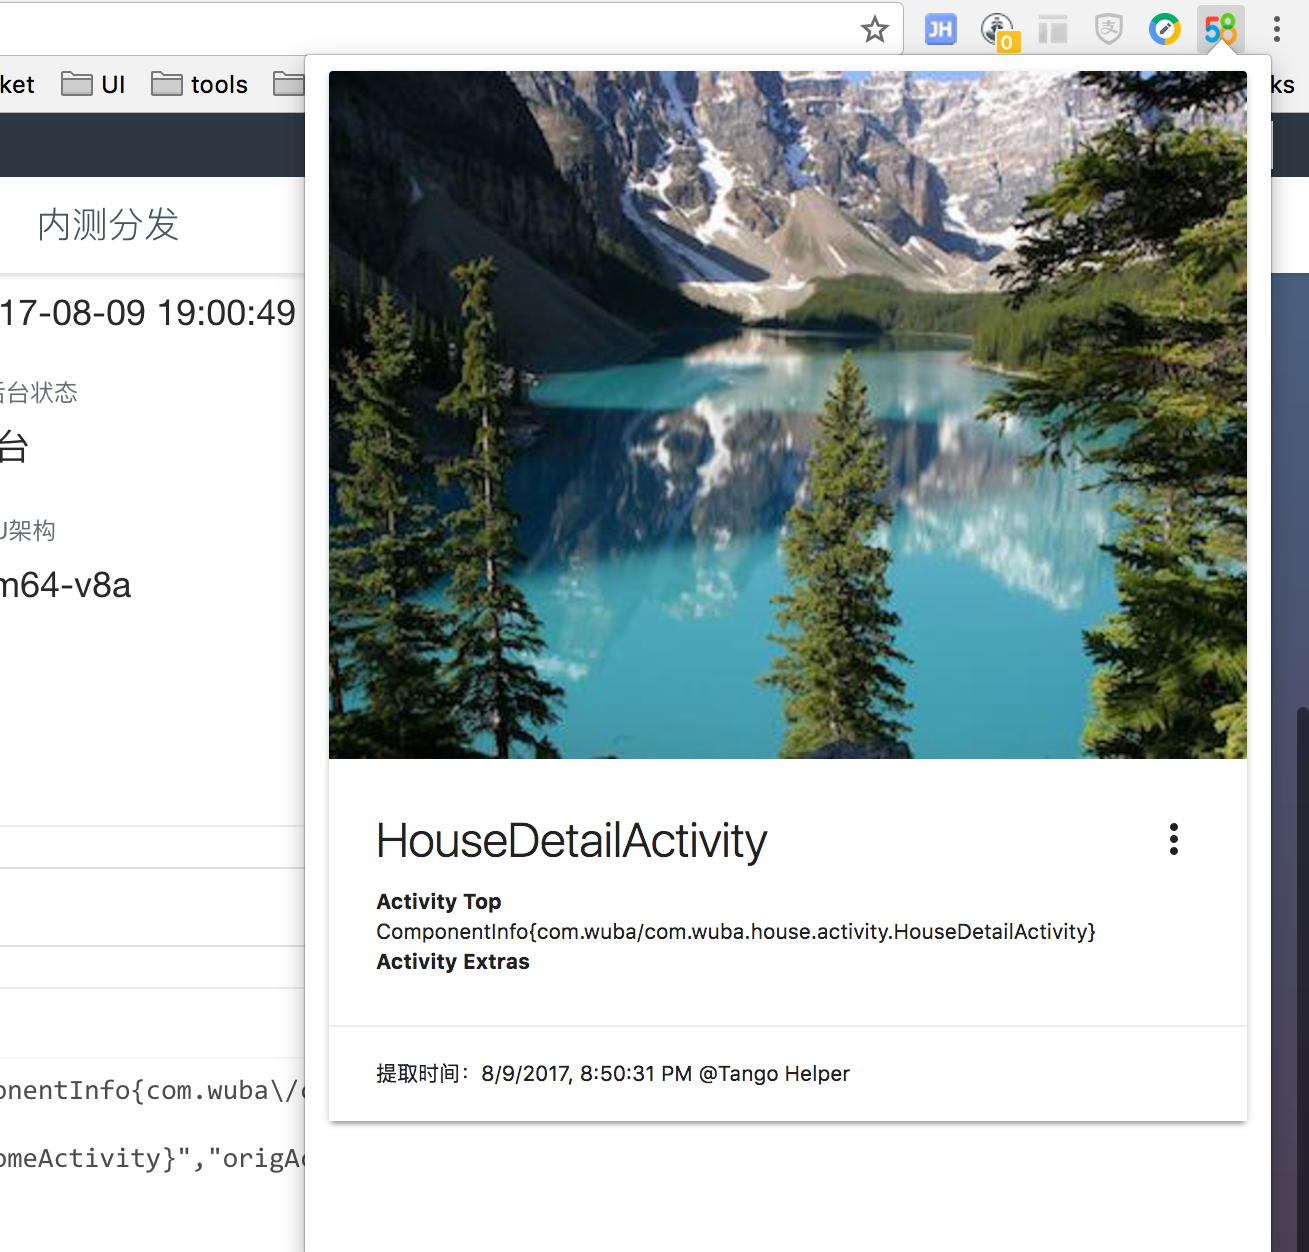 JH
0
58
ket
UI
tools
ks
内测分发
17-08-09 19:00:49
后台状态
台
U架构
m64-v8a
onentInfo{com.wuba\/
omeActivity}","origA
HouseDetailActivity
Activity Top
ComponentInfo{com.wuba/com.wuba.house.activity.HouseDetailActivity}
Activity Extras
提取时间：8/9/2017, 8:50:31 PM @Tango Helper